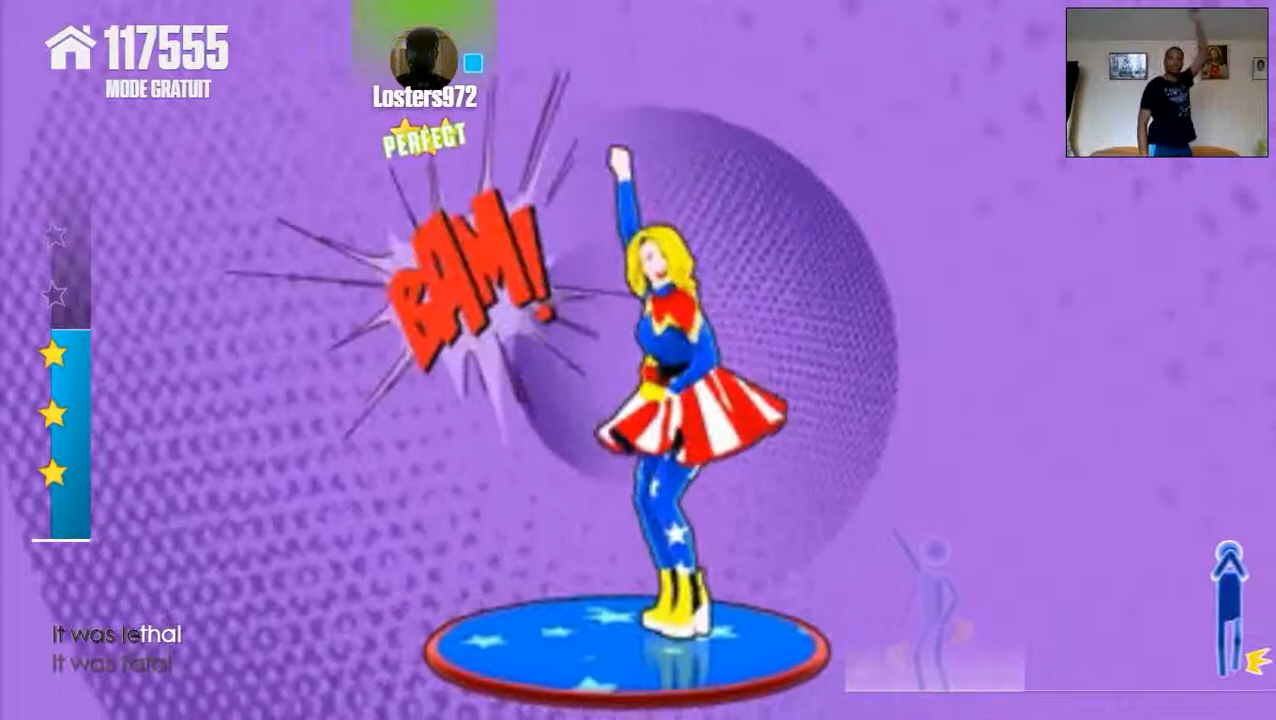 117555
MODE GRATUIT
Losters972
PERFECT
BAM!
It was lethal
It was fatal